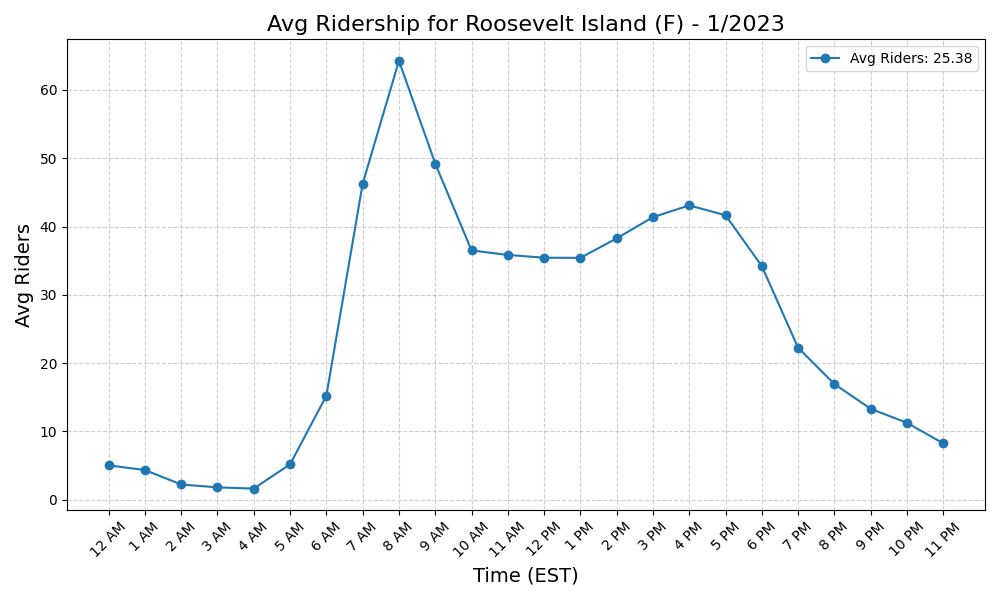 Avg Ridership for Roosevelt Island (F) - 1/2023
Avg Riders: 25.38
Avg Riders
60
50
40
30
20
10
0
12 AM
1 AM
2 AM
3 AM
4 AM
5 AM
6 AM
7 AM
8 AM
9 AM
10 AM
11 AM
12 PM
1 PM
2 PM
3 PM
4 PM
5 PM
6 PM
7 PM
8 PM
9 PM
10 PM
11 PM
Time (EST)